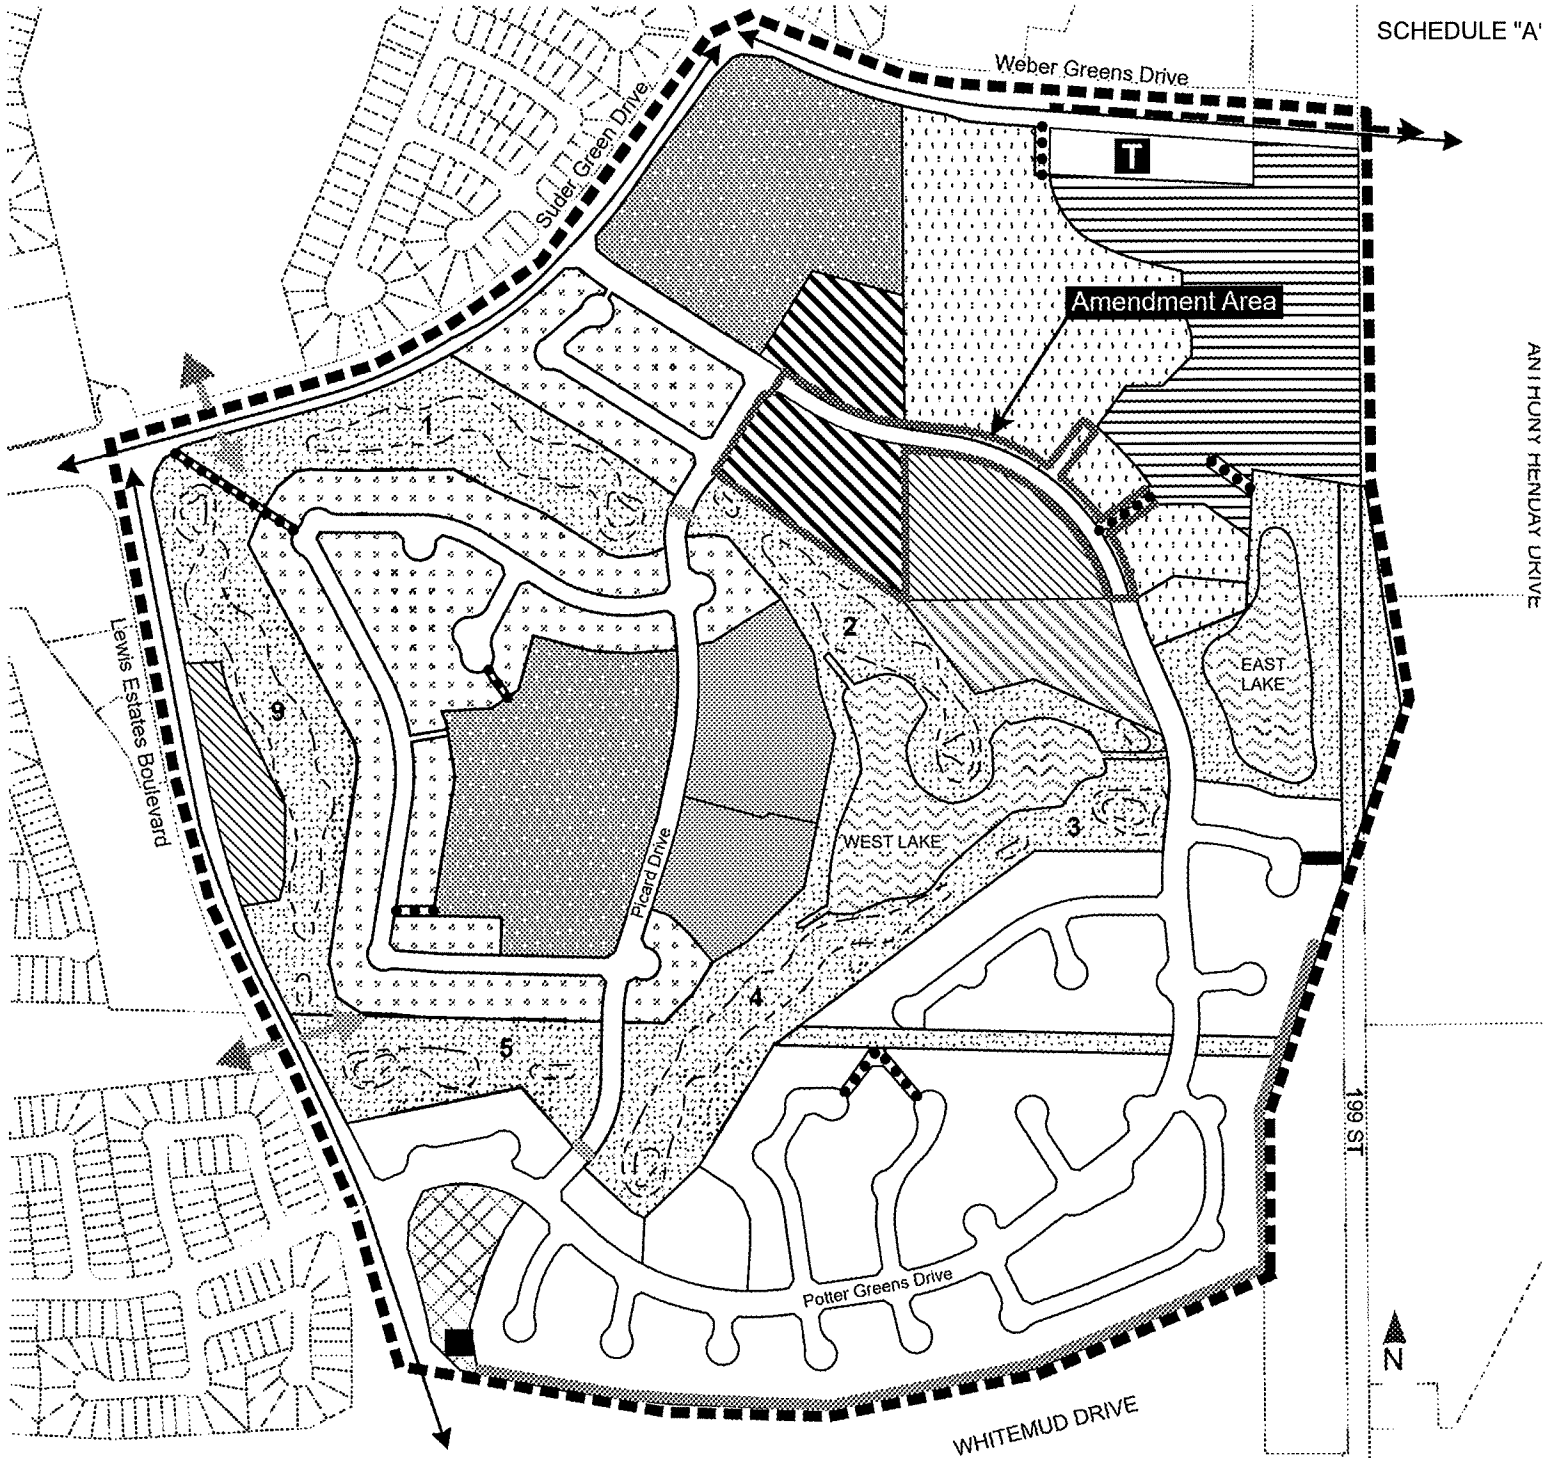 SCHEDULE "A"
Weber Greens Drive
T
Suder Green Drive
Amendment Area
ANTHONY HENDAY DRIVE
1
2
EAST
LAKE
Lewis Estates Boulevard
9
3
WEST LAKE
Picard Drive
4
5
199 ST
Potter Greens Drive
N
WHITEMUD DRIVE